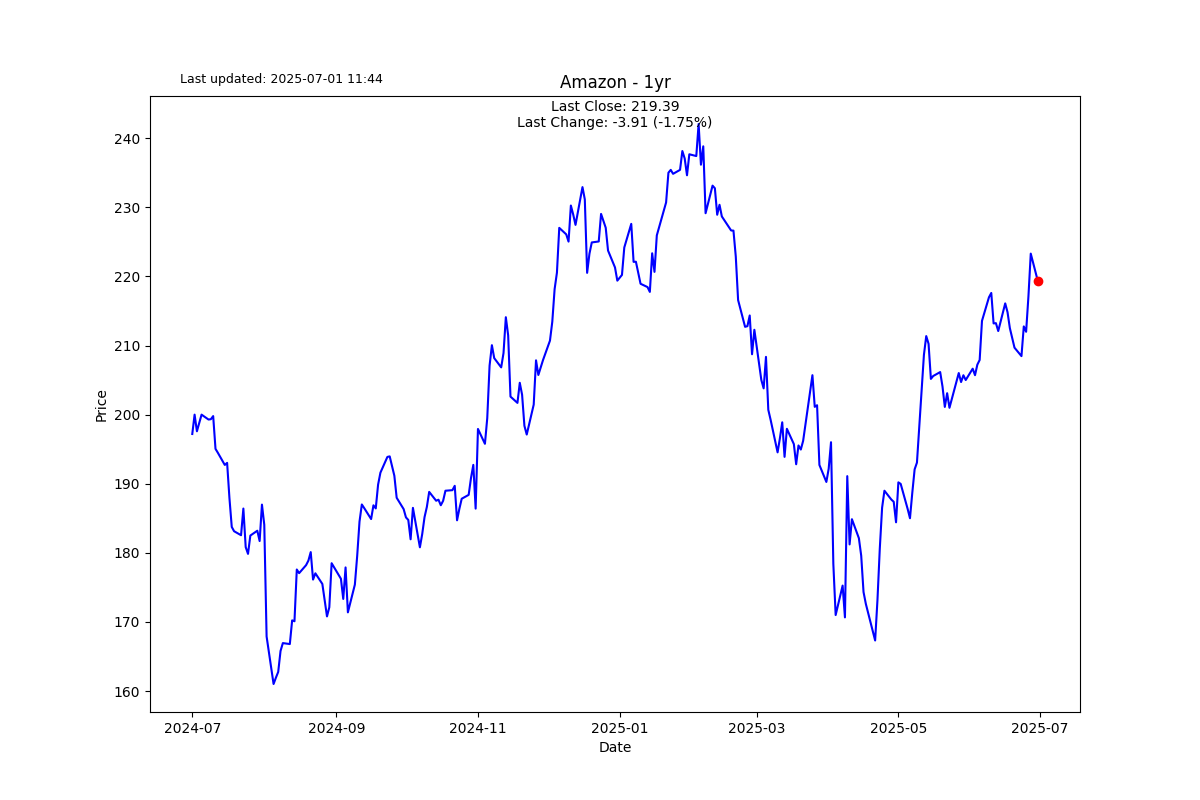 Last updated: 2025-07-01 11:44
Amazon - 1yr
Last Close: 219.39
Last Change: -3.91 (-1.75%)
240
230
220
210
200
190
180
170
160
Price
2024-07
2024-09
2024-11
2025-01
2025-03
2025-05
2025-07
Date